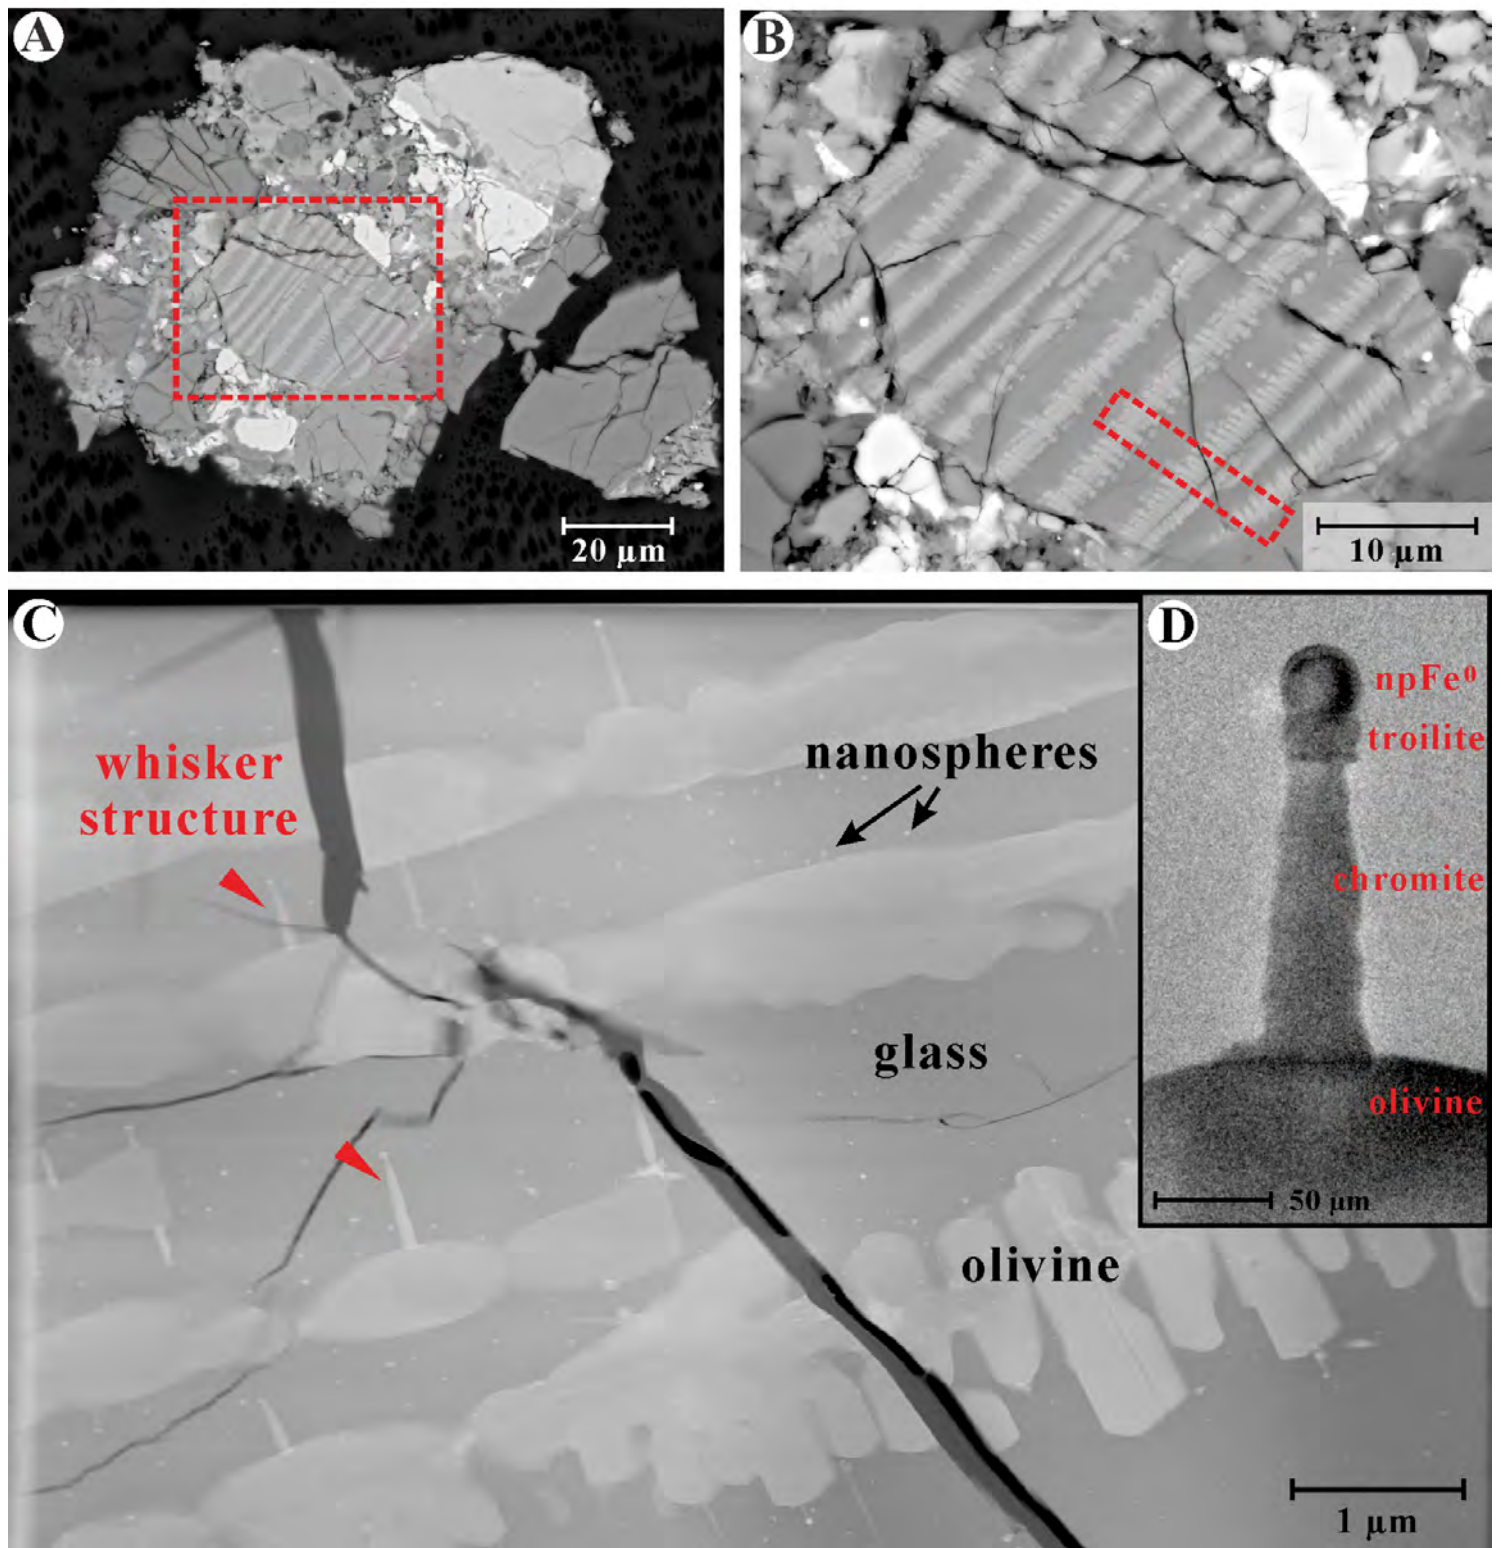 A
B
20 µm
10 µm
C
D
npFe⁰
troilite
whisker
structure
nanospheres
chromite
glass
olivine
50 µm
olivine
1 µm